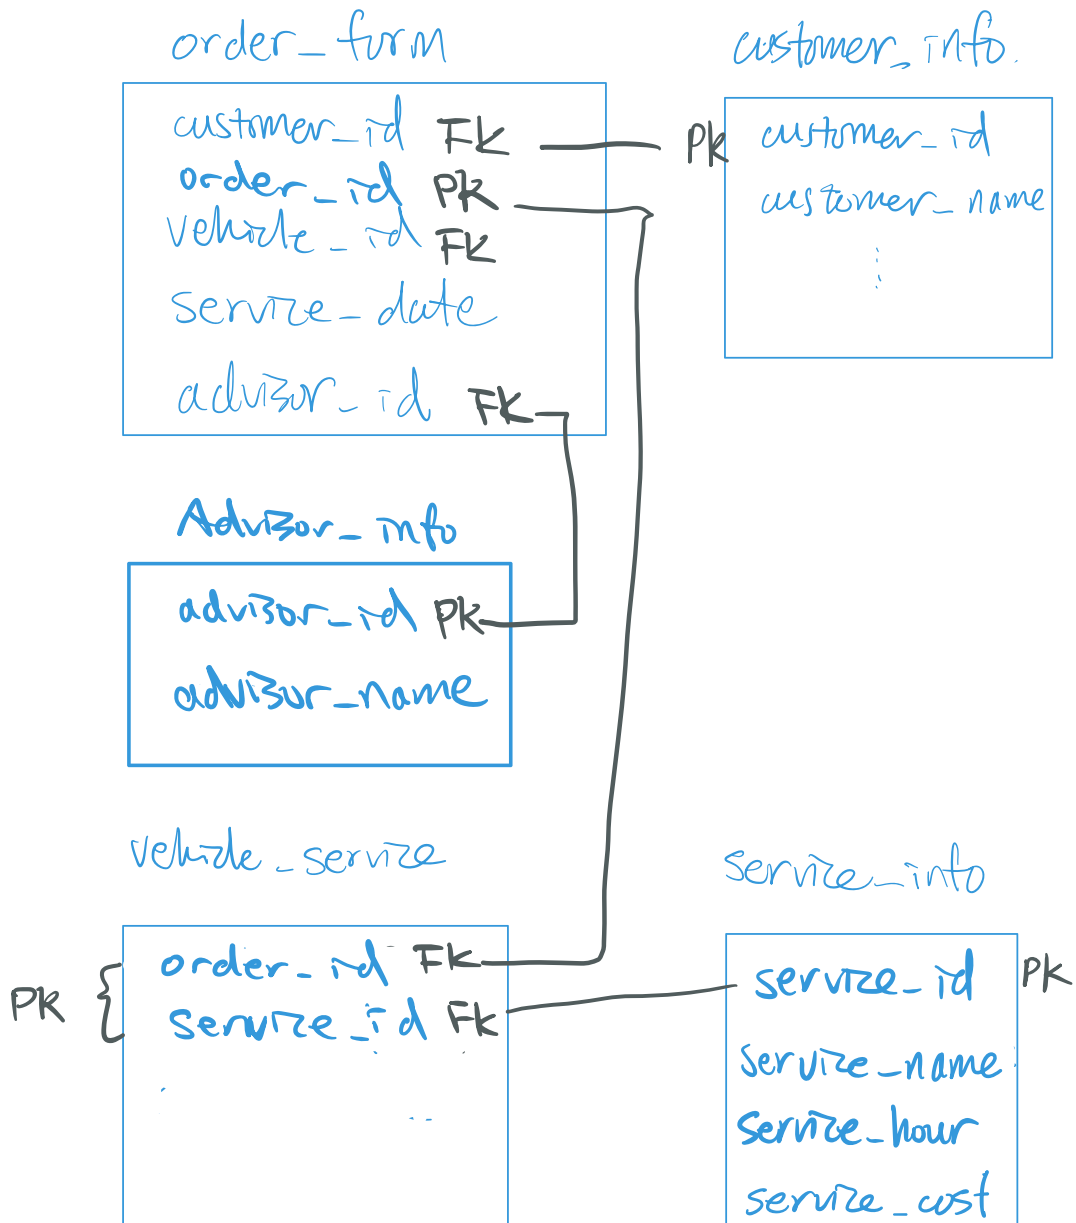 order_form
customer_id FK
order_id PK
vehicle_id FK
service_date
advisor_id FK
customer_info.
PK customer_id
customer_name
Advisor_info
advisor_id PK
advisor_name
vehicle_service
PK { order_id FK
service_id FK
service_info
service_id PK
service_name
service_hour
service_cost